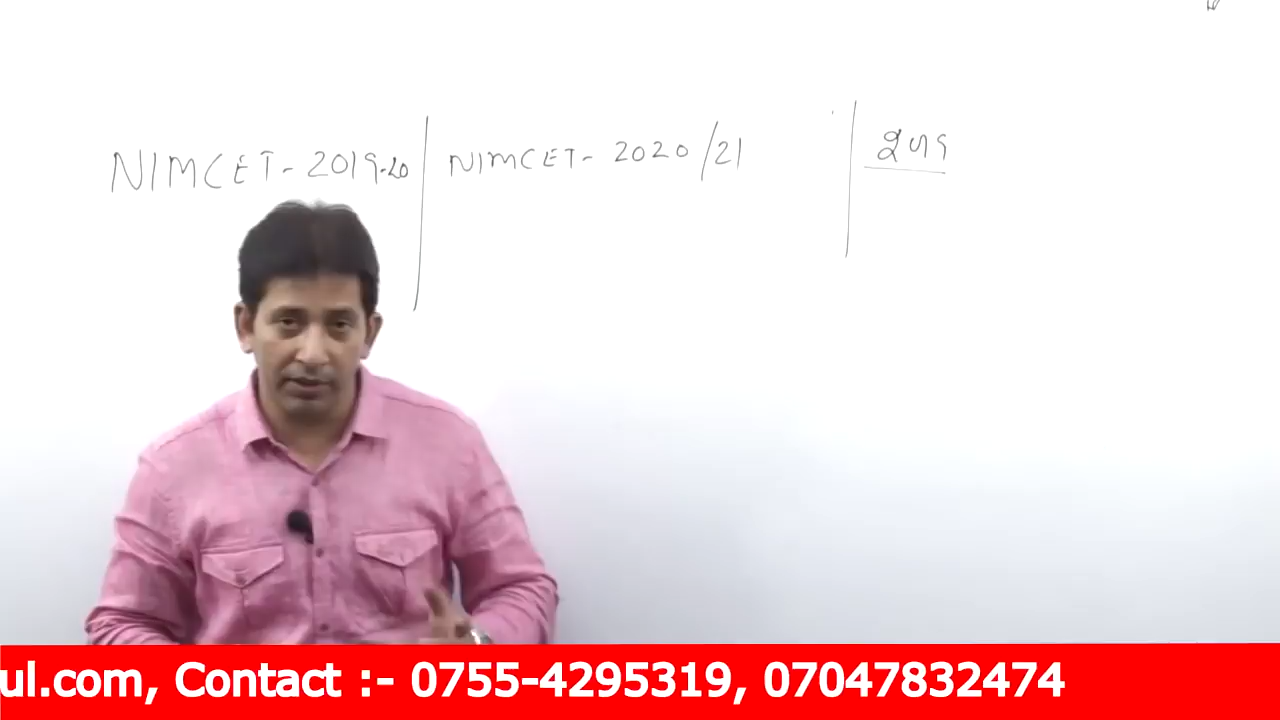 NIMCET - 2019-20
NIMCET - 2020/21
ul.com, Contact :- 0755-4295319, 07047832474